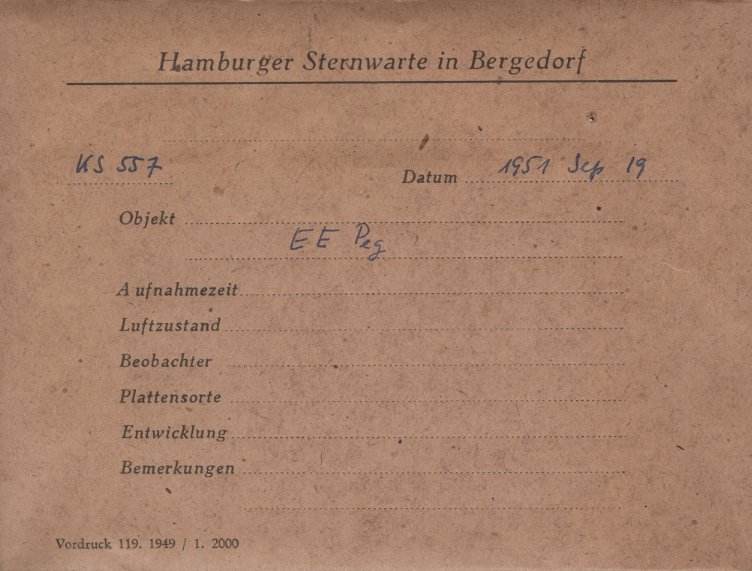 Hamburger Sternwarte in Bergedorf
KS 557
Datum 1951 Sep 19
Objekt
EE Peg
Aufnahmezeit
Luftzustand
Beobachter
Plattensorte
Entwicklung
Bemerkungen
Vordruck 119. 1949 / 1. 2000